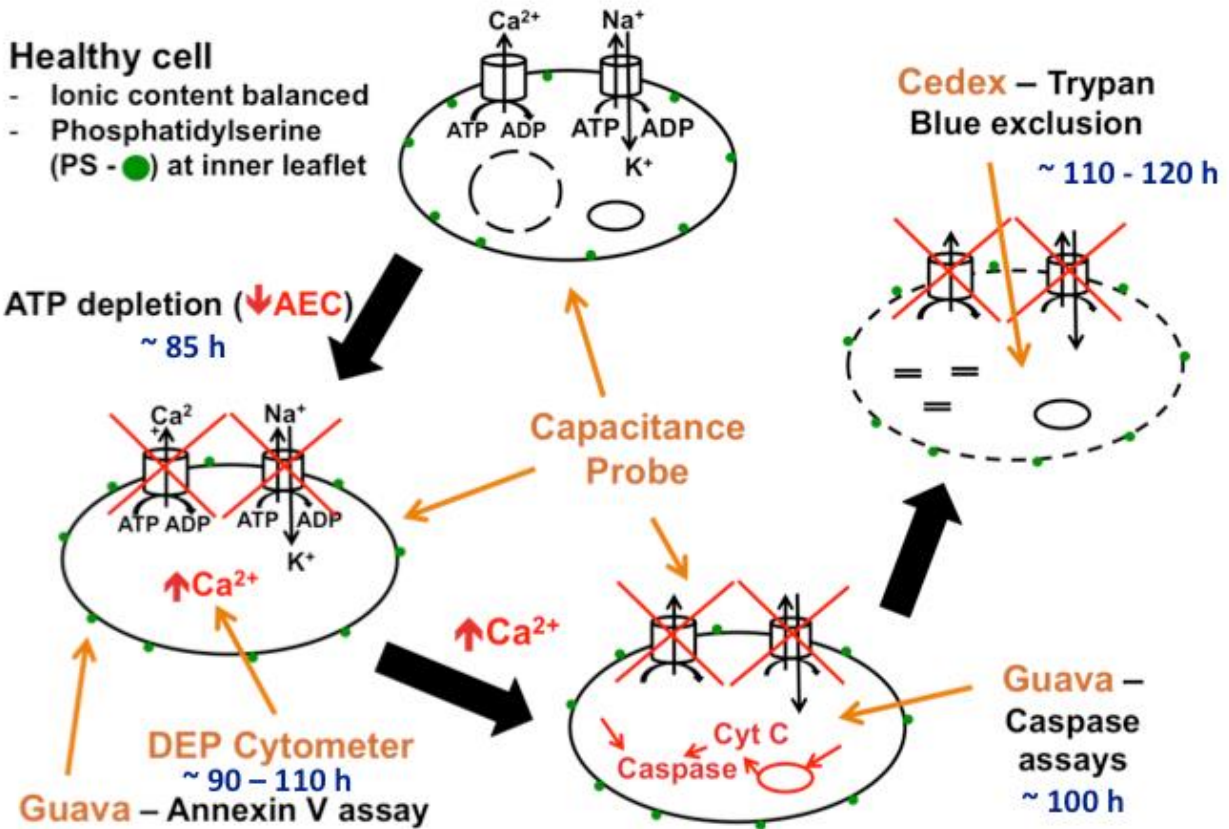 Healthy cell
- Ionic content balanced
- Phosphatidylserine
(PS - ) at inner leaflet
Ca²⁺
Na⁺
ATP ADP
ATP ADP
K⁺
Cedex – Trypan
Blue exclusion
~ 110 - 120 h
ATP depletion (↓AEC)
~ 85 h
Capacitance
Probe
Ca²
+
Na⁺
ATP ADP
ATP ADP
K⁺
↑Ca²⁺
↑Ca²⁺
DEP Cytometer
~ 90 – 110 h
Guava – Annexin V assay
Cyt C
Caspase
Guava –
Caspase
assays
~ 100 h